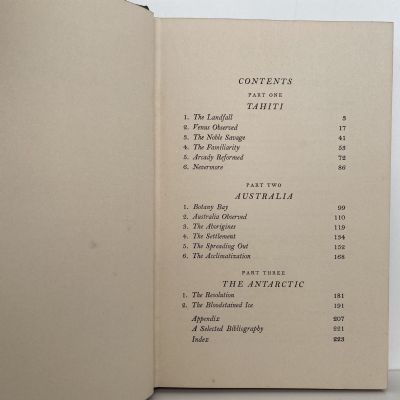 CONTENTS
PART ONE
TAHITI
1. The Landfall 3
2. Venus Observed 17
3. The Noble Savage 41
4. The Familiarity 53
5. Arcady Reformed 72
6. Nevermore 86
PART TWO
AUSTRALIA
1. Botany Bay 99
2. Australia Observed 110
3. The Aborigines 119
4. The Settlement 134
5. The Spreading Out 152
6. The Acclimatization 168
PART THREE
THE ANTARCTIC
1. The Resolution 181
2. The Bloodstained Ice 191
Appendix 207
A Selected Bibliography 221
Index 223